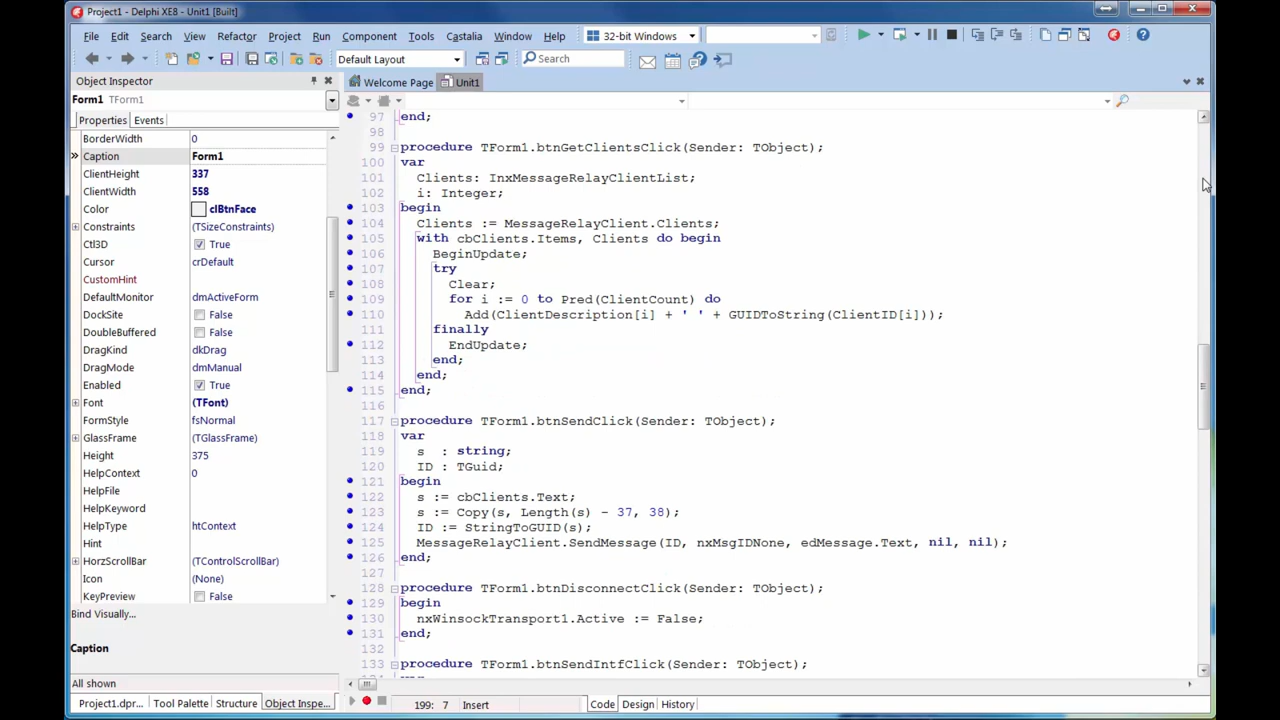 Project1 - Delphi XE8 - Unit1 [Built]
File Edit Search View Refactor Project Run Component Tools Castalia Window Help 32-bit Windows
Default Layout Search
Object Inspector Welcome Page Unit1
Form1 TForm1
Properties Events
BorderWidth 0
Caption Form1
ClientHeight 337
ClientWidth 558
Color clBtnFace
Constraints (TSizeConstraints)
Ctl3D True
Cursor crDefault
CustomHint
DefaultMonitor dmActiveForm
DockSite False
DoubleBuffered False
DragKind dkDrag
DragMode dmManual
Enabled True
Font (TFont)
FormStyle fsNormal
GlassFrame (TGlassFrame)
Height 375
HelpContext 0
HelpFile
HelpKeyword
HelpType htContext
Hint
HorzScrollBar (TControlScrollBar)
Icon (None)
KeyPreview False
Bind Visually...
Caption
All shown
Project1.dpr... Tool Palette Structure Object Inspe...
97 end;
98
99 procedure TForm1.btnGetClientsClick(Sender: TObject);
100 var
101 Clients: InxMessageRelayClientList;
102 i: Integer;
103 begin
104 Clients := MessageRelayClient.Clients;
105 with cbClients.Items, Clients do begin
106 BeginUpdate;
107 try
108 Clear;
109 for i := 0 to Pred(ClientCount) do
110 Add(ClientDescription[i] + ' ' + GUIDToString(ClientID[i]));
111 finally
112 EndUpdate;
113 end;
114 end;
115 end;
116
117 procedure TForm1.btnSendClick(Sender: TObject);
118 var
119 s : string;
120 ID : TGuid;
121 begin
122 s := cbClients.Text;
123 s := Copy(s, Length(s) - 37, 38);
124 ID := StringToGUID(s);
125 MessageRelayClient.SendMessage(ID, nxMsgIDNone, edMessage.Text, nil, nil);
126 end;
127
128 procedure TForm1.btnDisconnectClick(Sender: TObject);
129 begin
130 nxWinsockTransport1.Active := False;
131 end;
132
133 procedure TForm1.btnSendIntfClick(Sender: TObject);
199: 7 Insert Code Design History